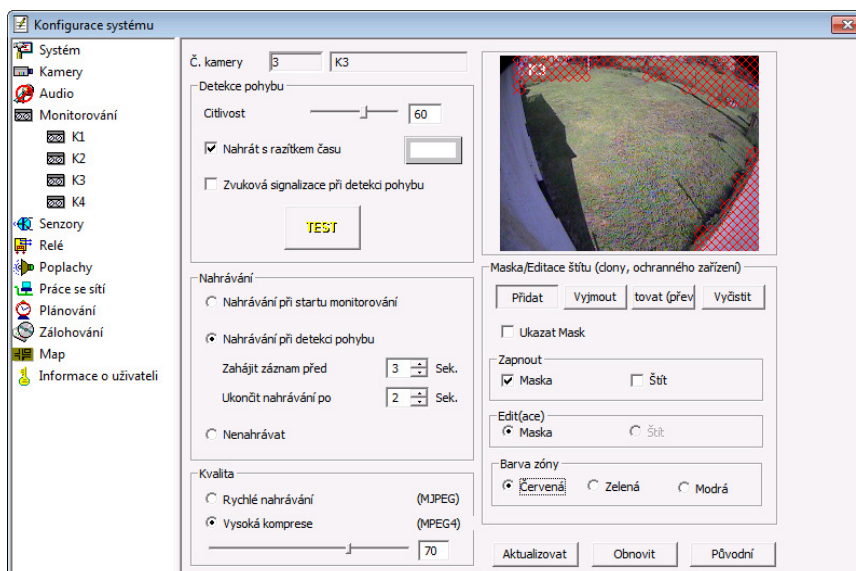 Konfigurace systému
Systém
Kamery
Audio
Monitorování
K1
K2
K3
K4
Senzory
Relé
Poplachy
Práce se sítí
Plánování
Zálohování
Map
Informace o uživateli
Č. kamery 3 K3
Detekce pohybu
Citlivost 60
Nahrát s razítkem času
Zvuková signalizace při detekci pohybu
TEST
Nahrávání
Nahrávání při startu monitorování
Nahrávání při detekci pohybu
Zahájit záznam před 3 Sek.
Ukončit nahrávání po 2 Sek.
Nenahrávat
Kvalita
Rychlé nahrávání (MJPEG)
Vysoká komprese (MPEG4)
70
K3
Maska/Editace štítu (clony, ochranného zařízení)
Přidat Vyjmout tovat (přev Vyčistit
Ukazat Mask
Zapnout
Maska Štít
Edit(ace)
Maska Štít
Barva zóny
Červená Zelená Modrá
Aktualizovat Obnovit Původní